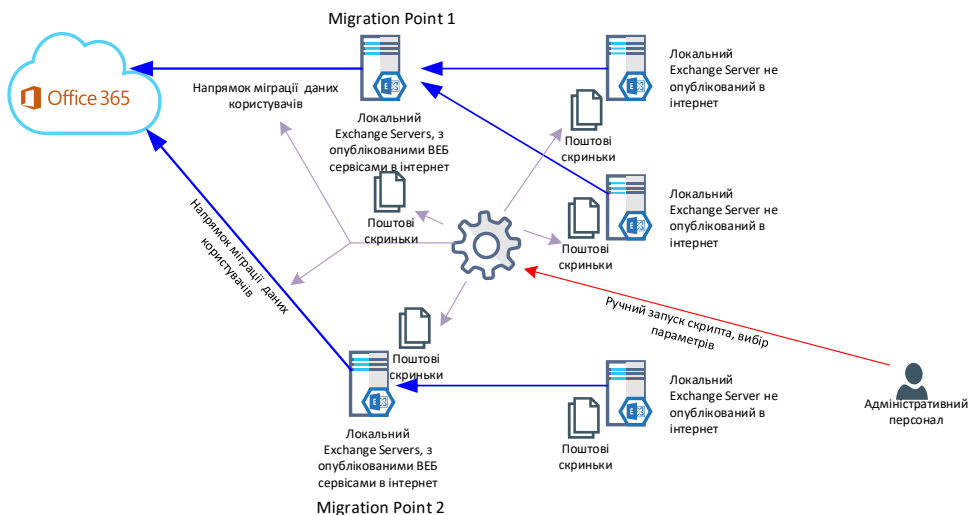 Migration Point 1
Office 365
Напрямок міграції даних
користувачів
Локальний
Exchange Servers, з
опублікованими ВЕБ
сервісами в інтернет
Локальний
Exchange Server не
опублікований в
інтернет
Поштові
скриньки
Поштові
скриньки
Локальний
Exchange Server не
опублікований в
інтернет
Поштові
скриньки
Напрямок міграції даних
користувачів
Ручний запуск скрипта, вибір
параметрів
Поштові
скриньки
Локальний
Exchange Server не
опублікований в
інтернет
Адміністративний
персонал
Поштові
скриньки
Локальний
Exchange Servers, з
опублікованими ВЕБ
сервісами в інтернет
Migration Point 2